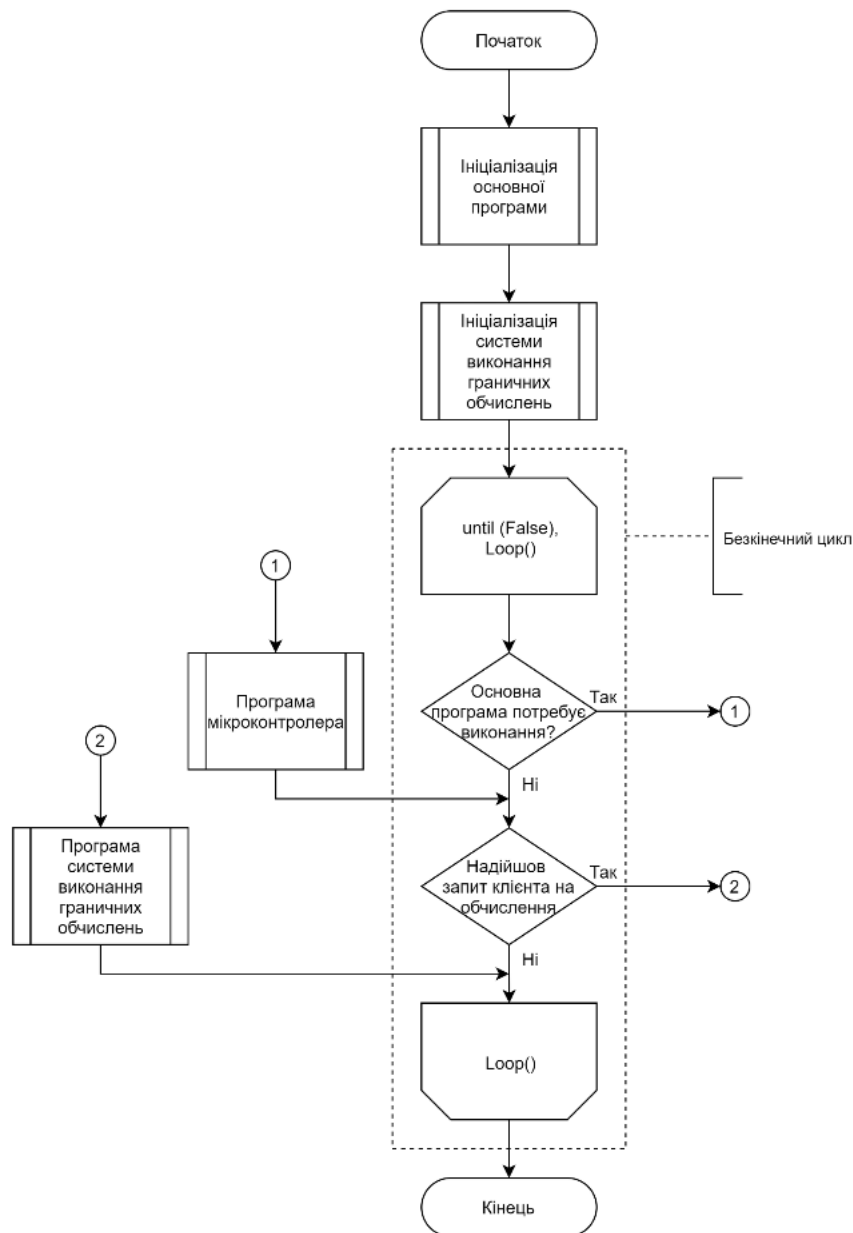 Початок
Ініціалізація
основної
програми
Ініціалізація
системи
виконання
граничних
обчислень
until (False),
Loop()
Безкінечний цикл
1
Програма
мікроконтролера
Основна
програма потребує
виконання?
Так
1
Ні
2
Програма
системи
виконання
граничних
обчислень
Надійшов
запит клієнта на
обчислення
Так
2
Ні
Loop()
Кінець